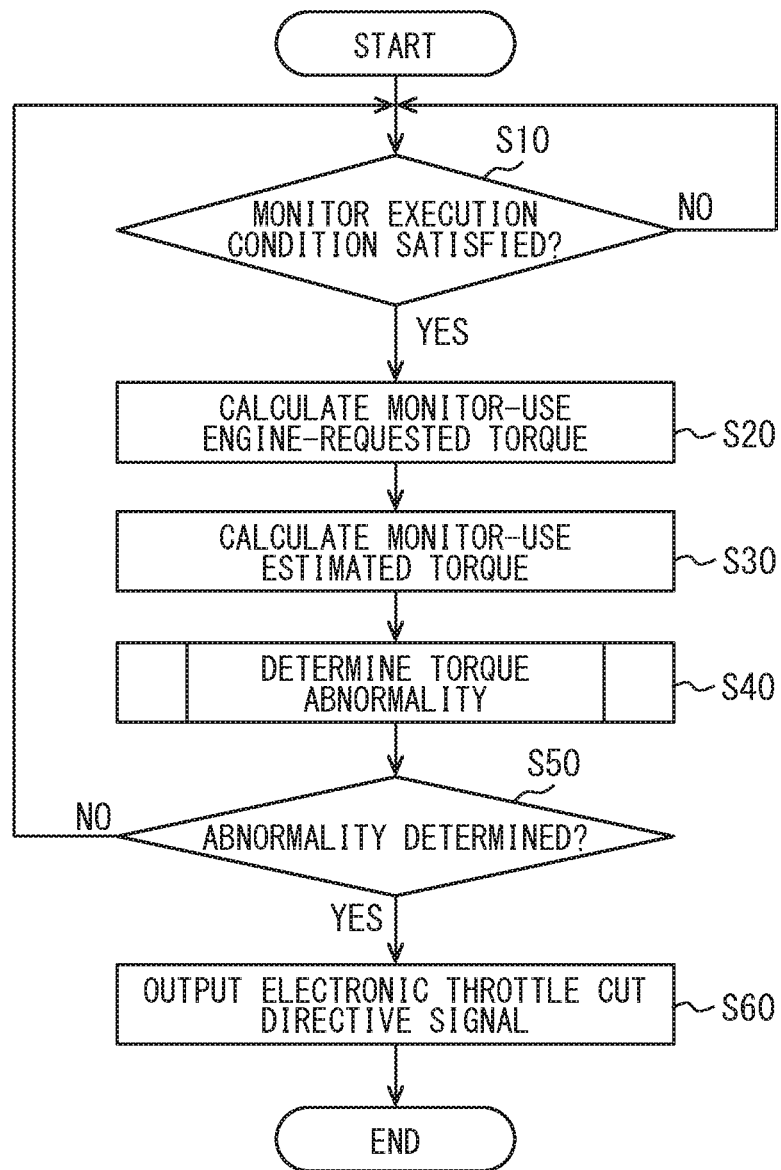 START
S10
MONITOR EXECUTION
CONDITION SATISFIED?
NO
YES
CALCULATE MONITOR-USE
ENGINE-REQUESTED TORQUE
S20
CALCULATE MONITOR-USE
ESTIMATED TORQUE
S30
DETERMINE TORQUE
ABNORMALITY
S40
S50
NO
ABNORMALITY DETERMINED?
YES
OUTPUT ELECTRONIC THROTTLE CUT
DIRECTIVE SIGNAL
S60
END